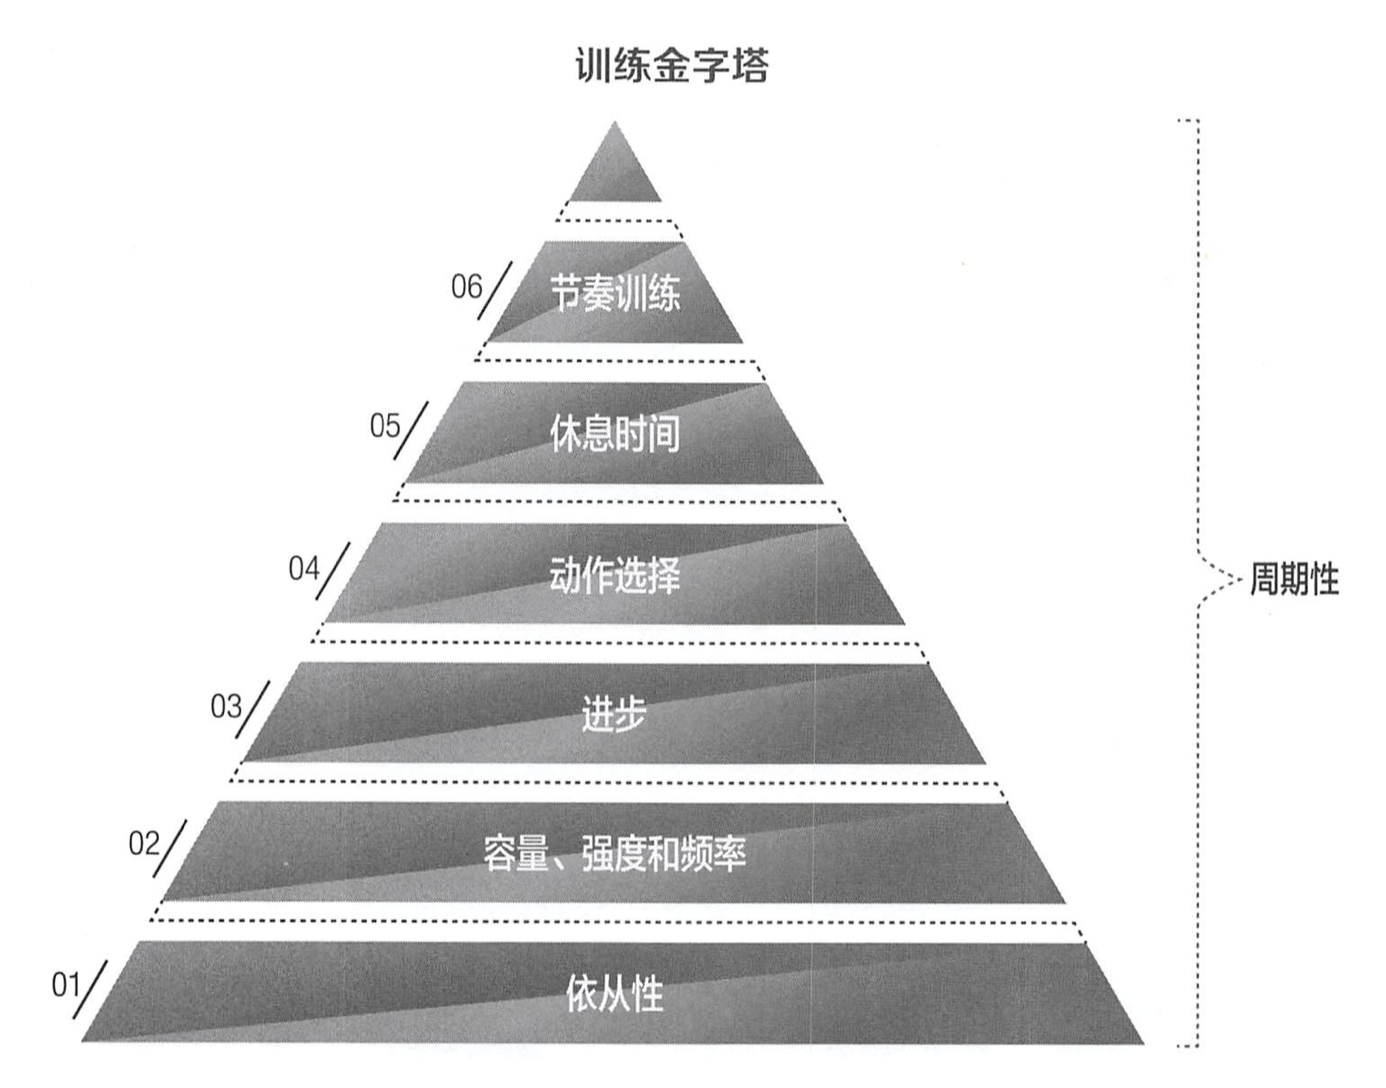 训练金字塔
06 节奏训练
05 休息时间
04 动作选择
周期性
03 进步
02 容量、强度和频率
01 依从性